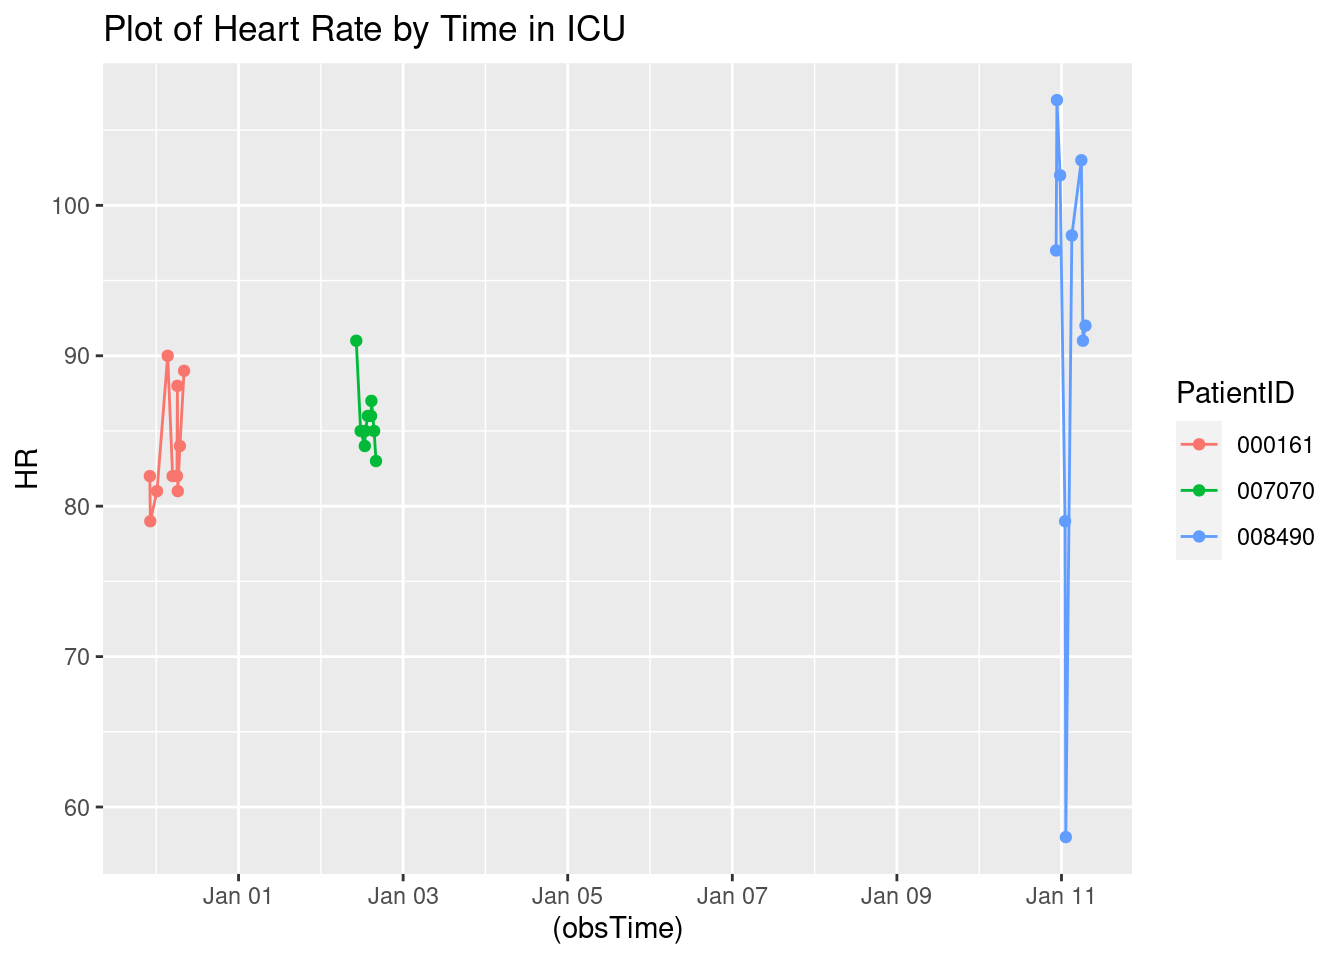 Plot of Heart Rate by Time in ICU
HR
100
90
80
70
60
Jan 01 Jan 03 Jan 05 Jan 07 Jan 09 Jan 11
(obsTime)
PatientID
000161
007070
008490